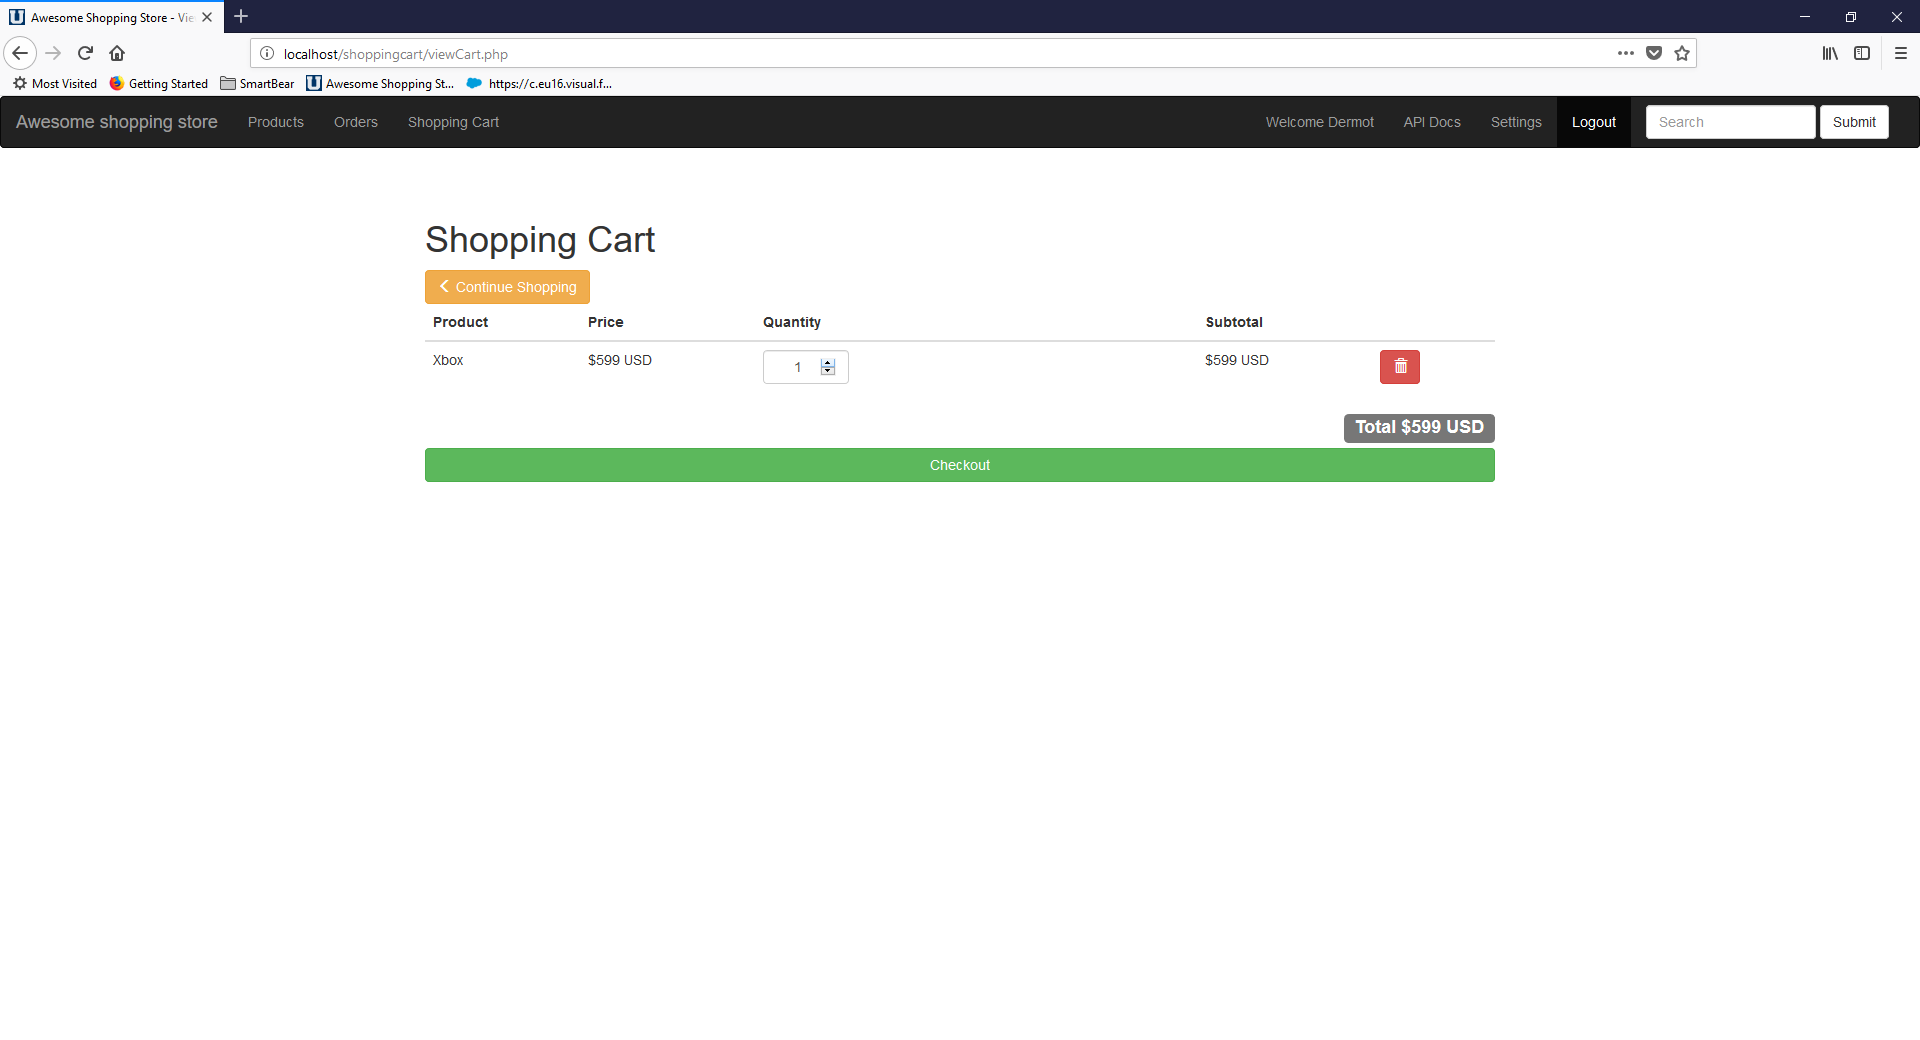 Awesome Shopping Store - Vie
localhost/shoppingcart/viewCart.php
Most Visited Getting Started SmartBear Awesome Shopping St... https://c.eu16.visual.f...
Awesome shopping store Products Orders Shopping Cart Welcome Dermot API Docs Settings Logout Search Submit
Shopping Cart
Continue Shopping
Product Price Quantity Subtotal
Xbox $599 USD 1 $599 USD
Total $599 USD
Checkout